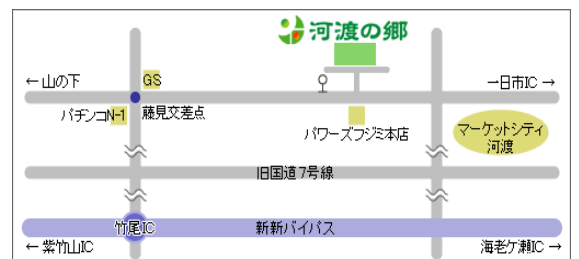 河渡の郷
← 山の下
GS
一日市IC →
パチンコN-1
藤見交差点
パワーズフジミ本店
マーケットシティ
河渡
旧国道7号線
竹尾IC
新新バイパス
← 紫竹山IC
海老ケ瀬IC →